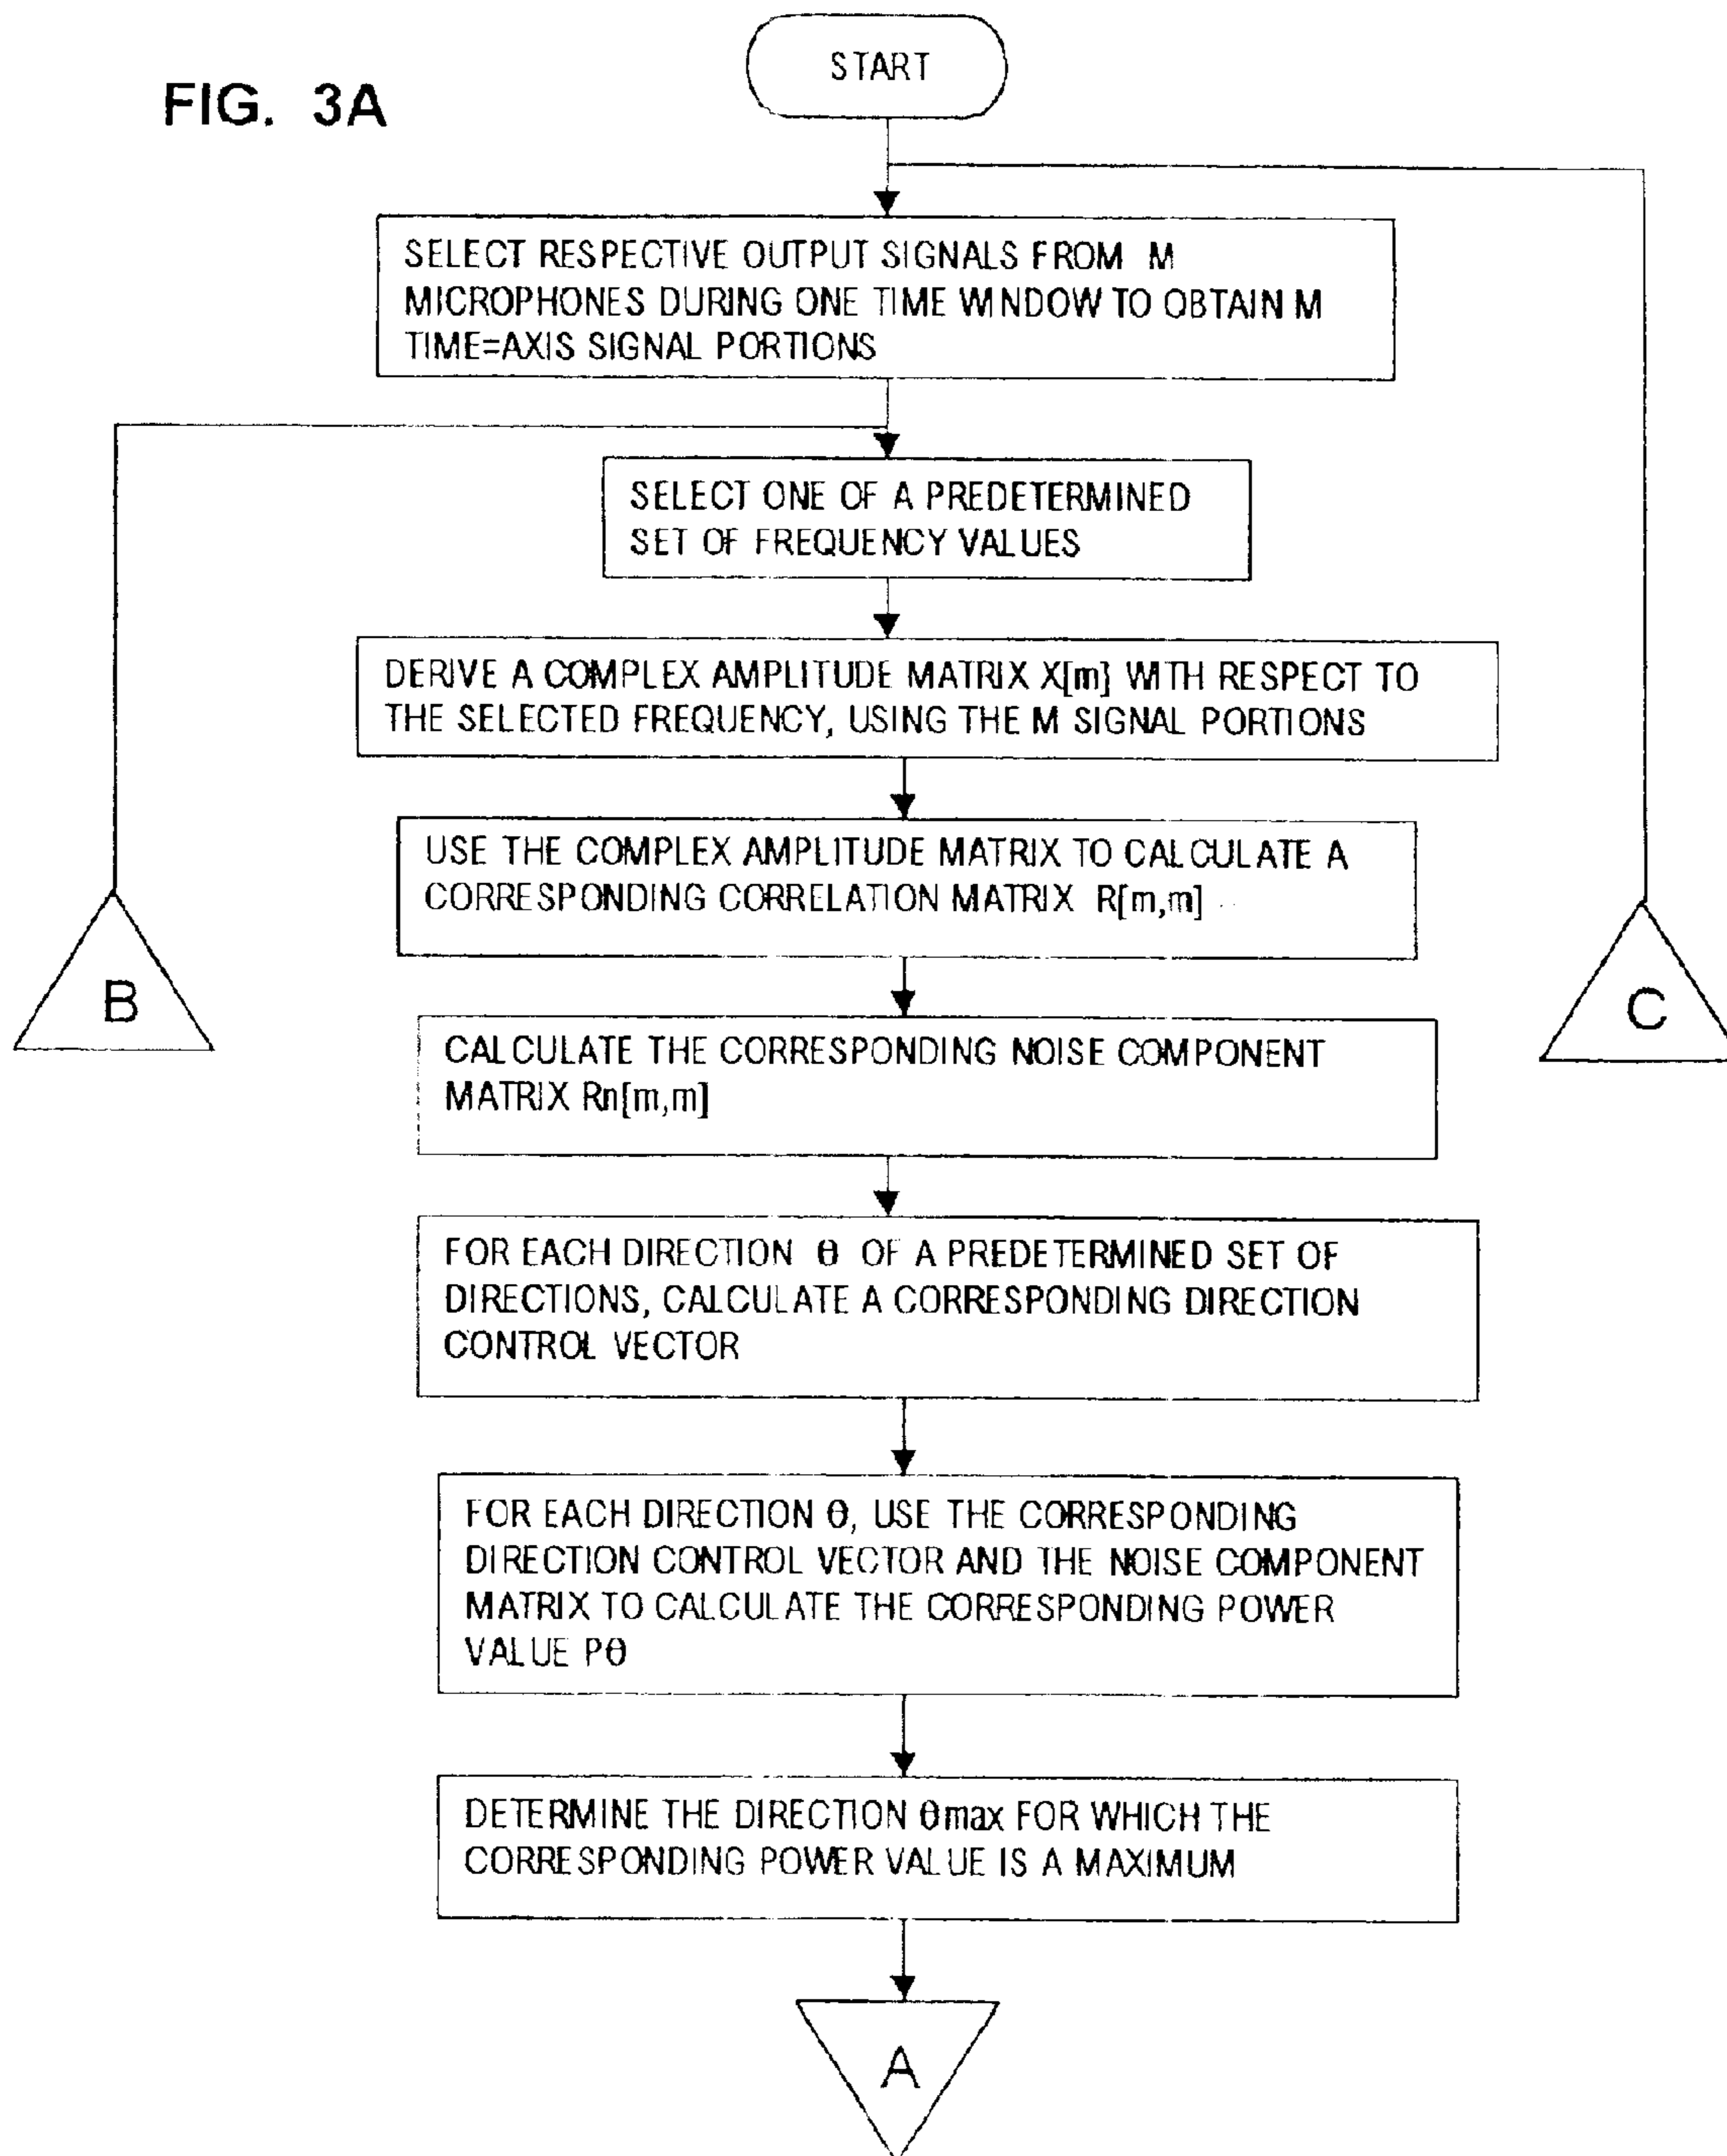 FIG. 3A
START
SELECT RESPECTIVE OUTPUT SIGNALS FROM M
MICROPHONES DURING ONE TIME WINDOW TO OBTAIN M
TIME=AXIS SIGNAL PORTIONS
SELECT ONE OF A PREDETERMINED
SET OF FREQUENCY VALUES
DERIVE A COMPLEX AMPLITUDE MATRIX X[m] WITH RESPECT TO
THE SELECTED FREQUENCY, USING THE M SIGNAL PORTIONS
USE THE COMPLEX AMPLITUDE MATRIX TO CALCULATE A
CORRESPONDING CORRELATION MATRIX R[m,m]
B
C
CALCULATE THE CORRESPONDING NOISE COMPONENT
MATRIX Rn[m,m]
FOR EACH DIRECTION θ OF A PREDETERMINED SET OF
DIRECTIONS, CALCULATE A CORRESPONDING DIRECTION
CONTROL VECTOR
FOR EACH DIRECTION θ, USE THE CORRESPONDING
DIRECTION CONTROL VECTOR AND THE NOISE COMPONENT
MATRIX TO CALCULATE THE CORRESPONDING POWER
VALUE Pθ
DETERMINE THE DIRECTION θmax FOR WHICH THE
CORRESPONDING POWER VALUE IS A MAXIMUM
A